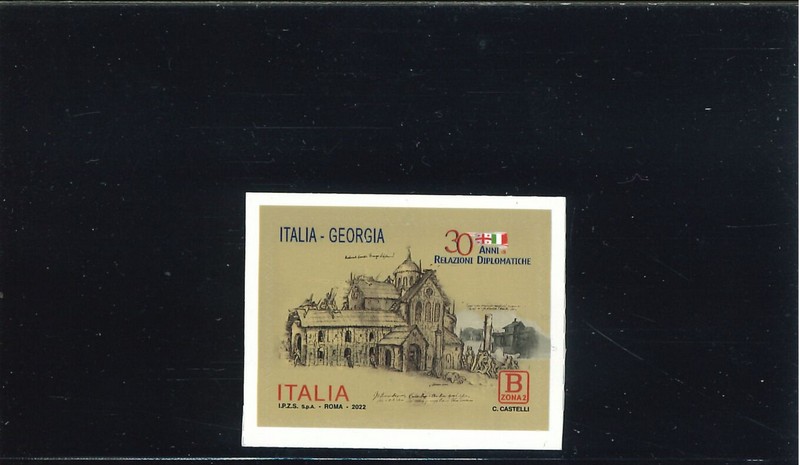 ITALIA - GEORGIA
30 ANNI
RELAZIONI DIPLOMATICHE
ITALIA
I.P.Z.S. S.p.A. - ROMA - 2022
B
ZONA 2
C. CASTELLI